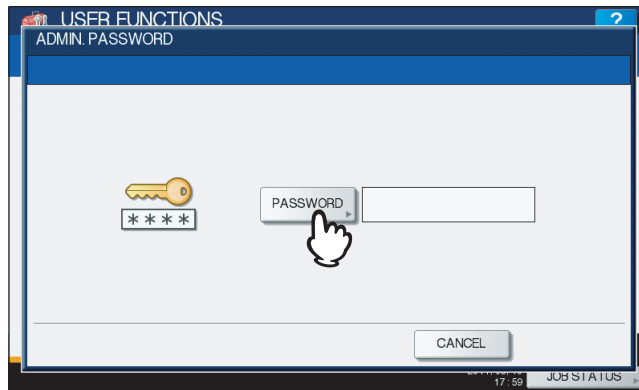 USER FUNCTIONS
?
ADMIN. PASSWORD
* * * *
PASSWORD
CANCEL
17 : 59
JOB STATUS